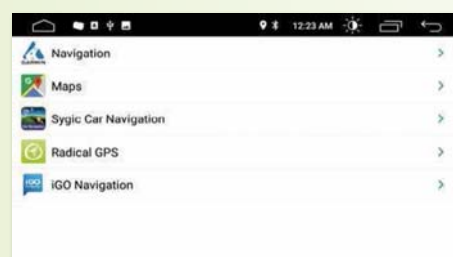 12:23 AM
Navigation
Maps
Sygic Car Navigation
Radical GPS
iGO Navigation